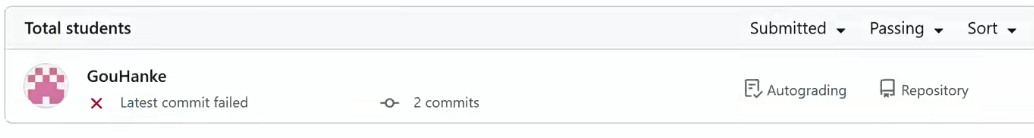 Total students Submitted Passing Sort
GouHanke
Latest commit failed 2 commits Autograding Repository